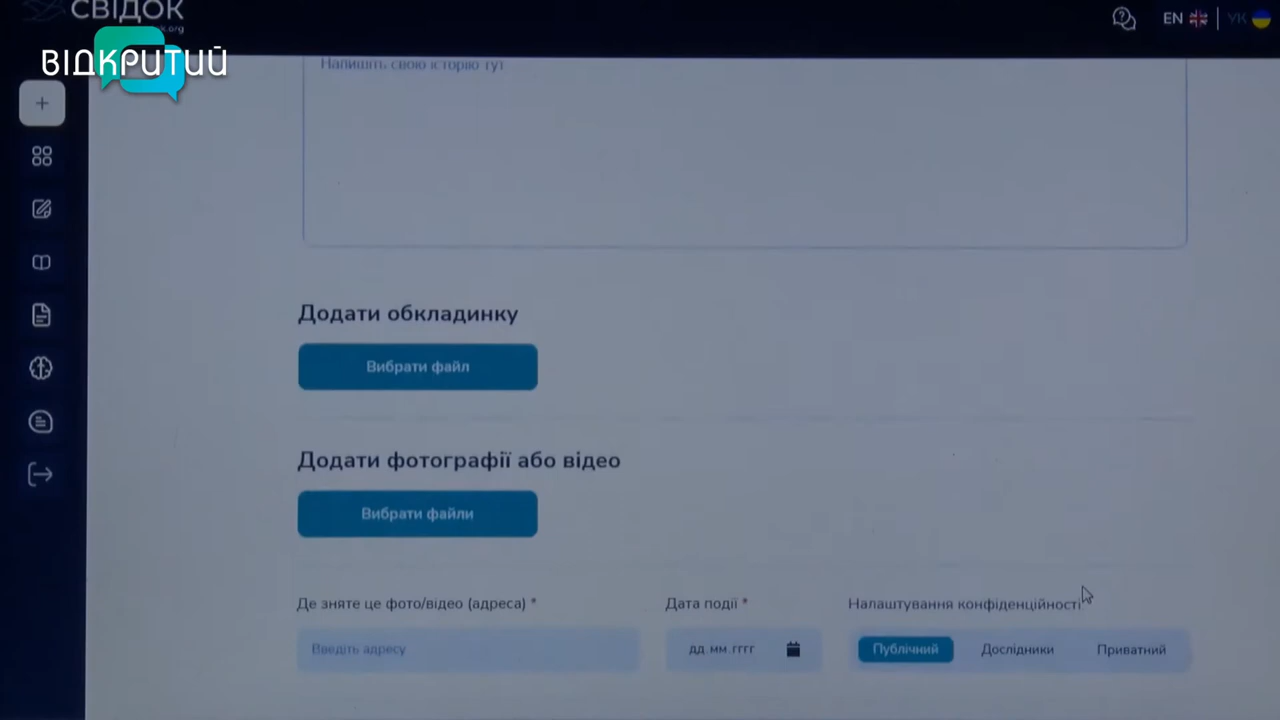 СВІДОК
EN
УК
ВІДКРИТИЙ
Напишіть свою історію тут
Додати обкладинку
Вибрати файл
Додати фотографії або відео
Вибрати файли
Де зняте це фото/відео (адреса) *
Дата події *
Налаштування конфіденційності
Введіть адресу
дд.мм.гггг
Публічний
Дослідники
Приватний